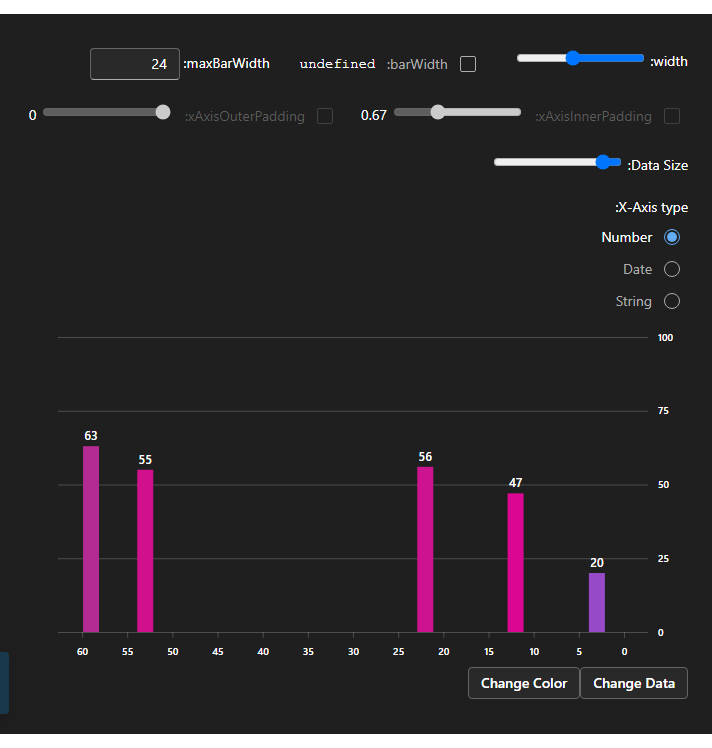 :width
undefined :barWidth
24 :maxBarWidth
0.67 :xAxisInnerPadding
0 :xAxisOuterPadding
:Data Size
:X-Axis type
Number
Date
String
100
75
63
55
56
50
47
25
20
0
60 55 50 45 40 35 30 25 20 15 10 5 0
Change Color Change Data